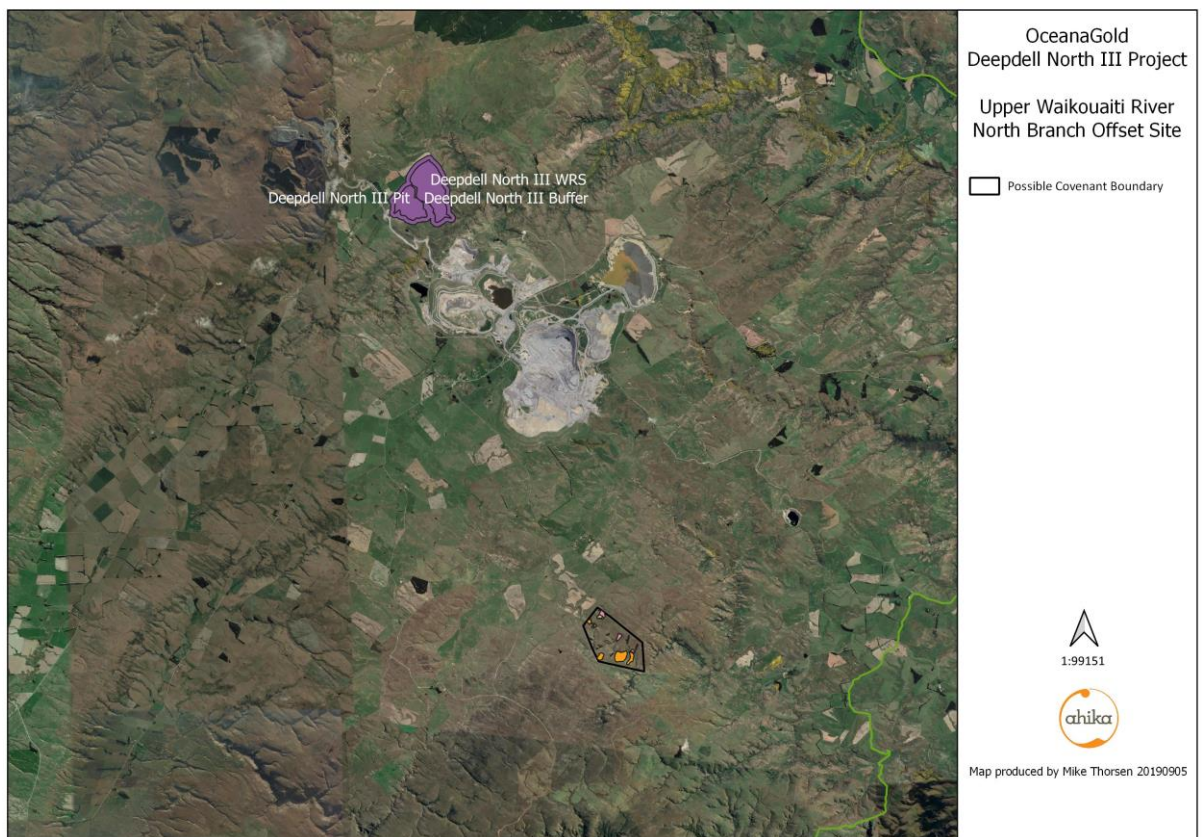 OceanaGold
Deepdell North III Project
Upper Waikouaiti River
North Branch Offset Site
Possible Covenant Boundary
Deepdell North III WRS
Deepdell North III Pit
Deepdell North III Buffer
1:99151
ahika
Map produced by Mike Thorsen 20190905